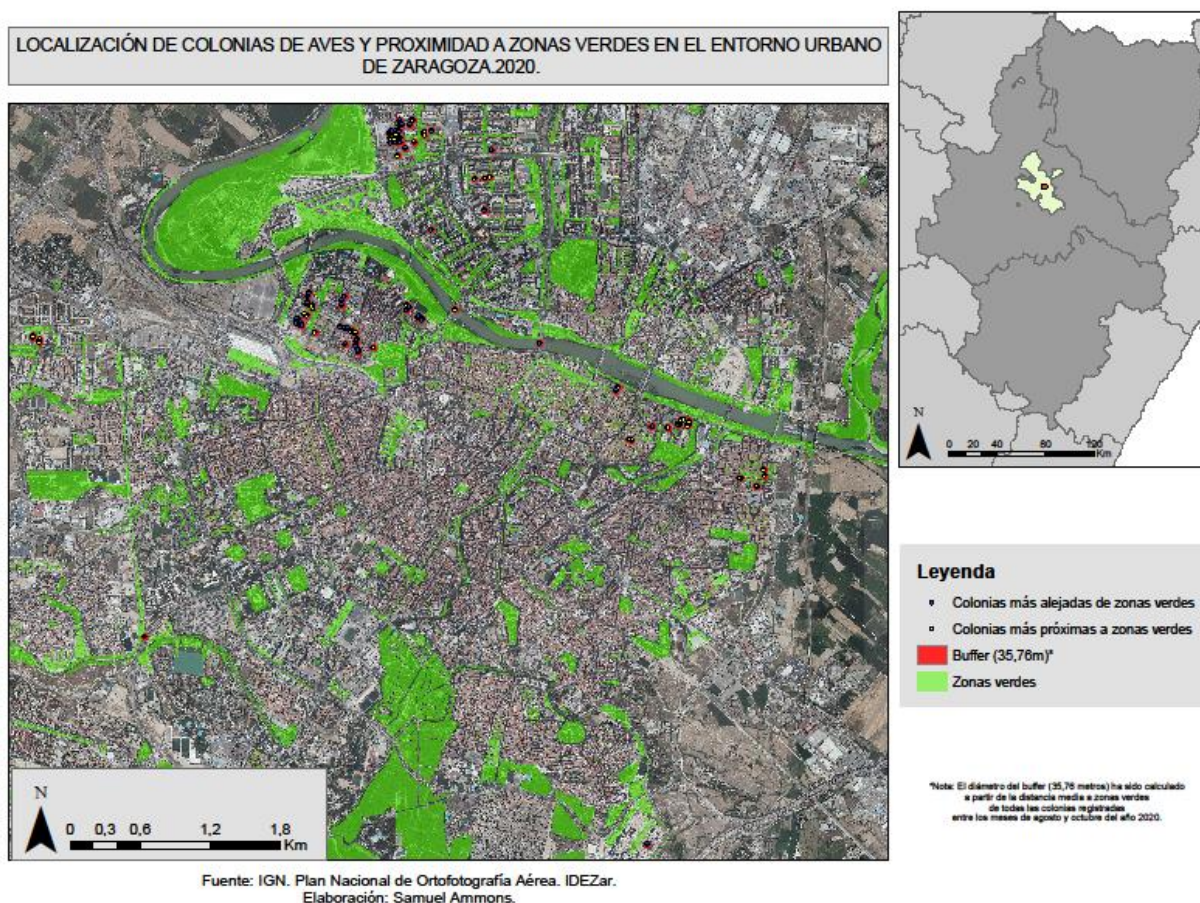 LOCALIZACIÓN DE COLONIAS DE AVES Y PROXIMIDAD A ZONAS VERDES EN EL ENTORNO URBANO
DE ZARAGOZA.2020.
N
0 20 40 80 120
Km
Leyenda
Colonias más alejadas de zonas verdes
Colonias más próximas a zonas verdes
Buffer (35,76m)*
Zonas verdes
*Nota: El diámetro del buffer (35,76 metros) ha sido calculado
a partir de la distancia media a zonas verdes
de todas las colonias registradas
entre los meses de agosto y octubre del año 2020.
N
0 0,3 0,6 1,2 1,8
Km
Fuente: IGN. Plan Nacional de Ortofotografía Aérea. IDEZar.
Elaboración: Samuel Ammons.